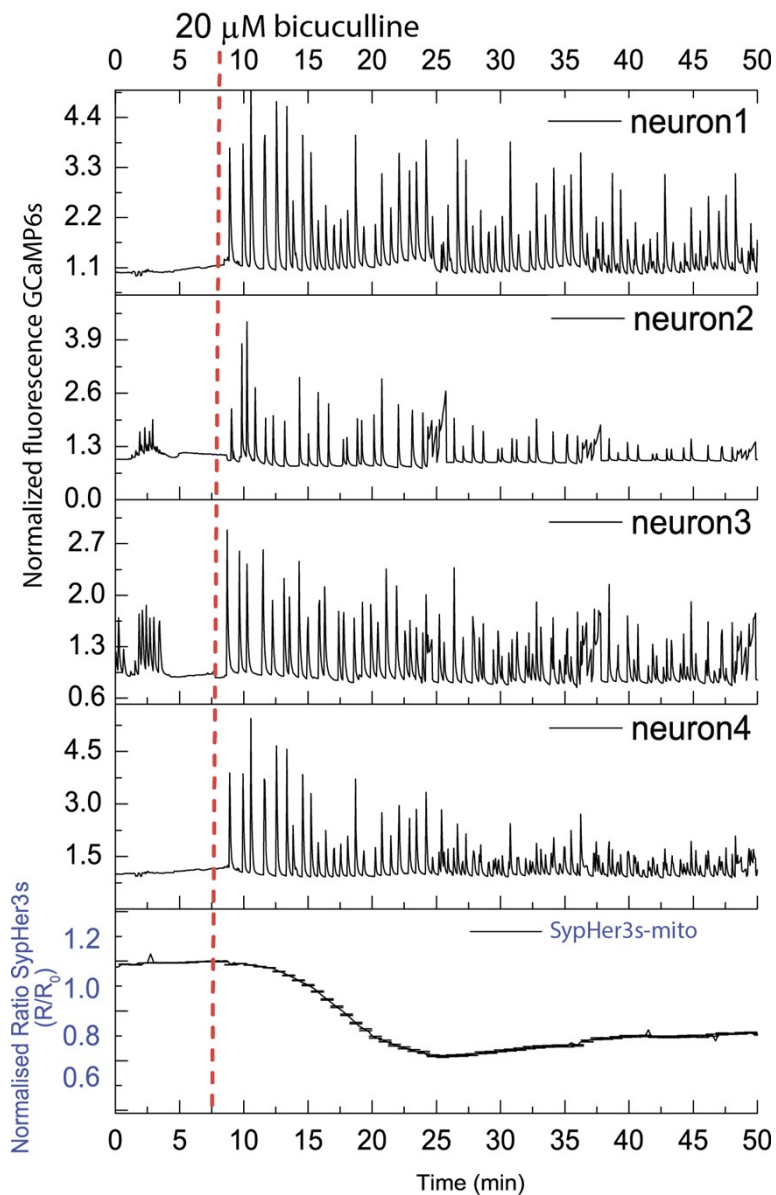 20 μM bicuculline
0 5 10 15 20 25 30 35 40 45 50
Normalized fluorescence GCaMP6s
4.4
3.3
2.2
1.1
neuron1
3.9
2.6
1.3
0.0
neuron2
2.7
2.0
1.3
0.6
neuron3
4.5
3.0
1.5
neuron4
Normalised Ratio SypHer3s
(R/R0)
1.2
1.0
0.8
0.6
SypHer3s-mito
0 5 10 15 20 25 30 35 40 45 50
Time (min)